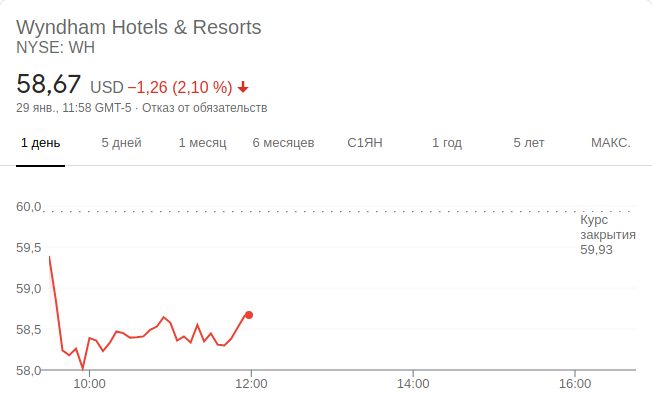 Wyndham Hotels & Resorts
NYSE: WH
58,67 USD −1,26 (2,10 %)
29 янв., 11:58 GMT-5 · Отказ от обязательств
1 день 5 дней 1 месяц 6 месяцев С1ЯН 1 год 5 лет МАКС.
60,0
Курс
закрытия
59,5
59,93
59,0
58,5
58,0
10:00 12:00 14:00 16:00